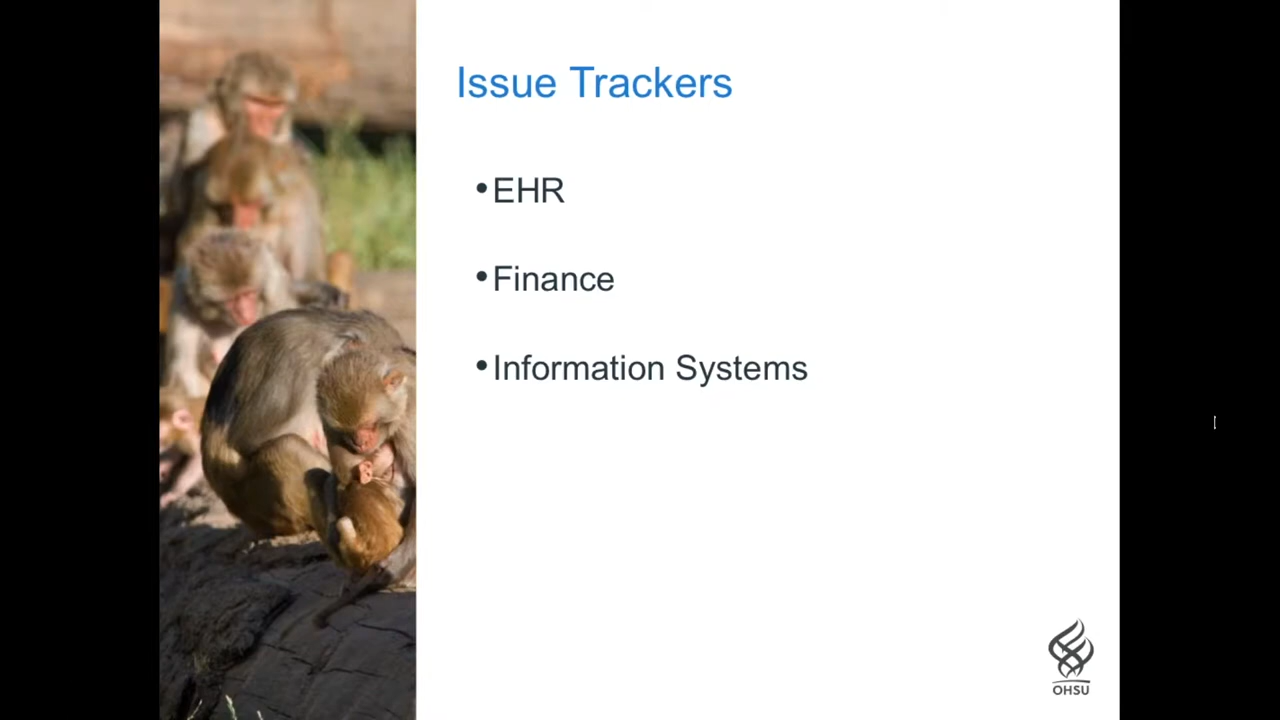 Issue Trackers
•EHR
•Finance
•Information Systems
OHSU